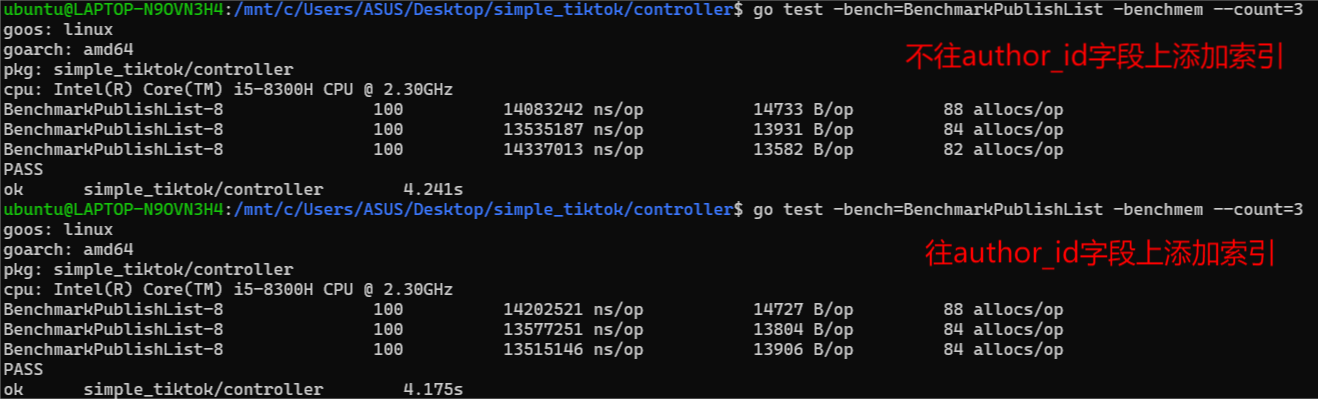 ubuntu@LAPTOP-N9OVN3H4:/mnt/c/Users/ASUS/Desktop/simple_tiktok/controller$ go test -bench=BenchmarkPublishList -benchmem --count=3
goos: linux
goarch: amd64
不往author_id字段上添加索引
pkg: simple_tiktok/controller
cpu: Intel(R) Core(TM) i5-8300H CPU @ 2.30GHz
BenchmarkPublishList-8 100 14083242 ns/op 14733 B/op 88 allocs/op
BenchmarkPublishList-8 100 13535187 ns/op 13931 B/op 84 allocs/op
BenchmarkPublishList-8 100 14337013 ns/op 13582 B/op 82 allocs/op
PASS
ok simple_tiktok/controller 4.241s
ubuntu@LAPTOP-N9OVN3H4:/mnt/c/Users/ASUS/Desktop/simple_tiktok/controller$ go test -bench=BenchmarkPublishList -benchmem --count=3
goos: linux
goarch: amd64
往author_id字段上添加索引
pkg: simple_tiktok/controller
cpu: Intel(R) Core(TM) i5-8300H CPU @ 2.30GHz
BenchmarkPublishList-8 100 14202521 ns/op 14727 B/op 88 allocs/op
BenchmarkPublishList-8 100 13577251 ns/op 13804 B/op 84 allocs/op
BenchmarkPublishList-8 100 13515146 ns/op 13906 B/op 84 allocs/op
PASS
ok simple_tiktok/controller 4.175s